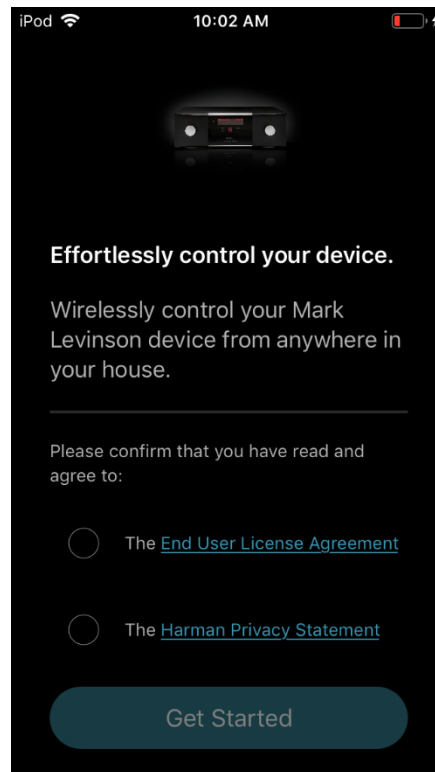 iPod 10:02 AM
Effortlessly control your device.
Wirelessly control your Mark
Levinson device from anywhere in
your house.
Please confirm that you have read and
agree to:
The End User License Agreement
The Harman Privacy Statement
Get Started